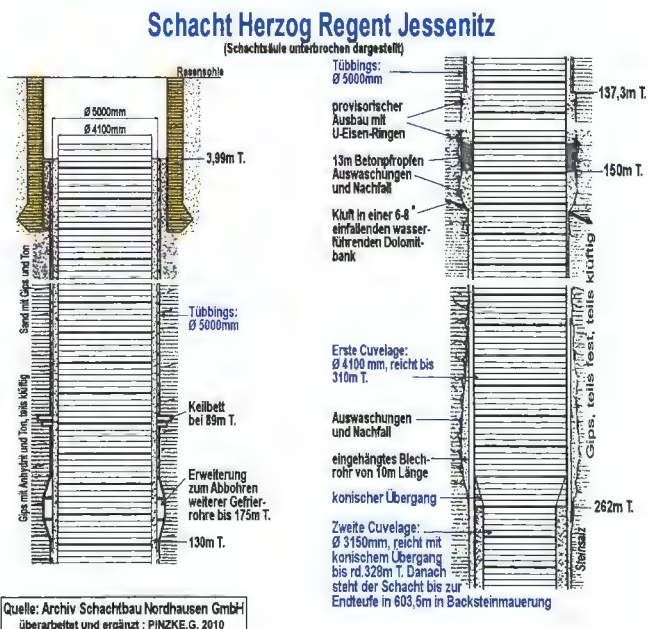 Schacht Herzog Regent Jessenitz
(Schachtsäule unterbrochen dargestellt)
Rasensohle
Ø 5000mm
Ø 4100mm
3,99m T.
Sand mit Gips und Ton
Tübbings:
Ø 5000mm
Gips mit Anhydrit und Ton, teils klüftig
Keilbett
bei 89m T.
Erweiterung
zum Abbohren
weiterer Gefrier-
rohre bis 175m T.
130m T.
Quelle: Archiv Schachtbau Nordhausen GmbH
überarbeitet und ergänzt : PINZKE,G. 2010
Tübbings:
Ø 5000mm
137,3m T.
provisorischer
Ausbau mit
U-Eisen-Ringen
13m Betonpfropfen
Auswaschungen
und Nachfall
150m T.
Kluft in einer 6-8°
einfallenden wasser-
führenden Dolomit-
bank
Gips, teils fest, teils klüftig
Erste Cuvelage:
Ø 4100 mm, reicht bis
310m T.
Auswaschungen
und Nachfall
eingehängtes Blech-
rohr von 10m Länge
konischer Übergang
262m T.
Steinsalz
Zweite Cuvelage:
Ø 3150mm, reicht mit
konischem Übergang
bis rd.328m T. Danach
steht der Schacht bis zur
Endteufe in 603,5m in Backsteinmauerung